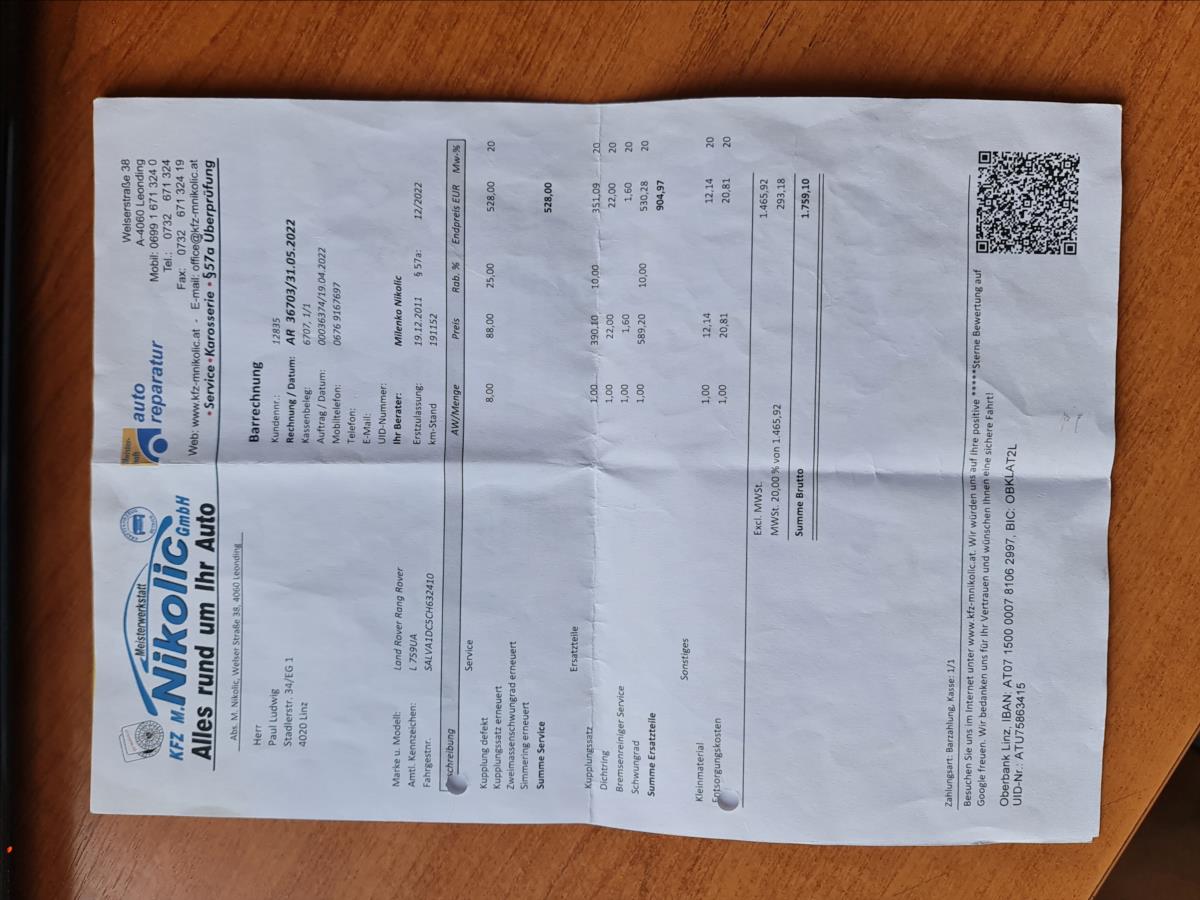 Meisterwerkstatt
KFZ M.Nikolic GmbH
Alles rund um Ihr Auto
auto
reparatur
Welserstraße 38
A-4060 Leonding
Mobil: 0699 1 671 324 0
Tel.: 0732 671 324
Fax: 0732 671 324 19
Web: www.kfz-mnikolic.at - E-mail: office@kfz-mnikolic.at
•Service•Karosserie•§57a Überprüfung
Abs. M. Nikolic, Welser Straße 38, 4060 Leonding
Herr
Paul Ludwig
Stadlerstr. 34/EG 1
4020 Linz
Barrechnung
Kundennr.: 12835
Rechnung / Datum: AR 36703/31.05.2022
Kassenbeleg: 6707, 1/1
Auftrag / Datum: 00036374/19.04.2022
Mobiltelefon: 0676 9167697
Telefon:
E-Mail:
UID-Nummer:
Marke u. Modell: Land Rover Rang Rover Ihr Berater: Milenko Nikolic
Amtl. Kennzeichen: L 759UA Erstzulassung: 19.12.2011 § 57a: 12/2022
Fahrgestnr. SALVA1DC5CH632410 km-Stand 191152
schreibung AW/Menge Preis Rab. % Endpreis EUR Mw-%
Service
Kupplung defekt 8,00 88,00 25,00 528,00 20
Kupplungssatz erneuert
Zweimassenschwungrad erneuert
Simmering erneuert
Summe Service 528,00
Ersatzteile
Kupplungssatz 1,00 390,10 10,00 351,09 20
Dichtring 1,00 22,00 22,00 20
Bremsenreiniger Service 1,00 1,60 1,60 20
Schwungrad 1,00 589,20 10,00 530,28 20
Summe Ersatzteile 904,97
Sonstiges
Kleinmaterial 1,00 12,14 12,14 20
Entsorgungskosten 1,00 20,81 20,81 20
Excl. MWSt. 1.465,92
MWSt. 20,00 % von 1.465,92 293,18
Summe Brutto 1.759,10
Zahlungsart: Barzahlung, Kasse: 1/1
Besuchen Sie uns im Internet unter www.kfz-mnikolic.at. Wir würden uns auf Ihre positive *****Sterne Bewertung auf
Google freuen. Wir bedanken uns für Ihr Vertrauen und wünschen Ihnen eine sichere Fahrt!
Oberbank Linz. IBAN: AT07 1500 0007 8106 2997, BIC: OBKLAT2L
UID-Nr.: ATU75863415